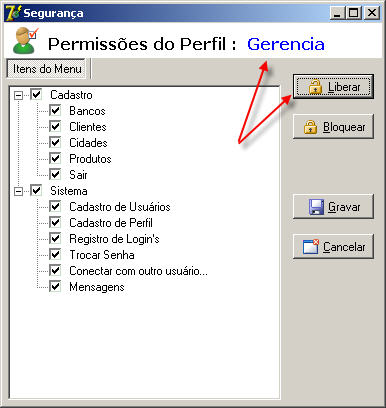 Segurança
Permissões do Perfil : Gerencia
Itens do Menu
Cadastro
Bancos
Clientes
Cidades
Produtos
Sair
Sistema
Cadastro de Usuários
Cadastro de Perfil
Registro de Login's
Trocar Senha
Conectar com outro usuário...
Mensagens
Liberar
Bloquear
Gravar
Cancelar